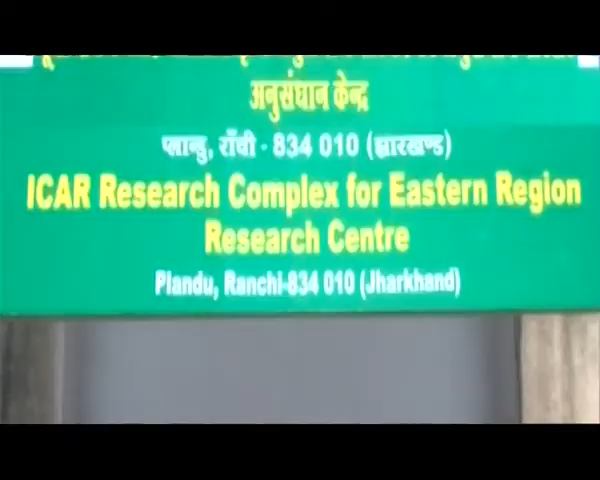 अनुसंधान केन्द्र
प्लान्डु, राँची - 834 010 (झारखण्ड)
ICAR Research Complex for Eastern Region
Research Centre
Plandu, Ranchi-834 010 (Jharkhand)